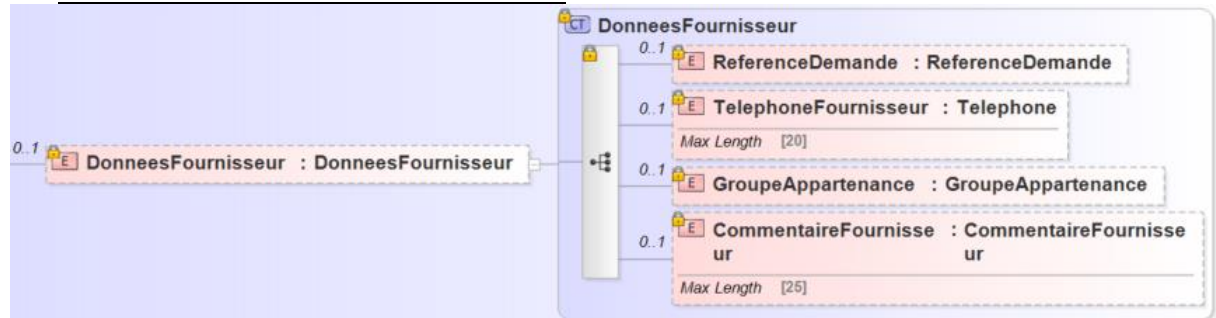 CT DonneesFournisseur
0..1 E ReferenceDemande : ReferenceDemande
0..1 E TelephoneFournisseur : Telephone
Max Length [20]
0..1 E DonneesFournisseur : DonneesFournisseur
0..1 E GroupeAppartenance : GroupeAppartenance
0..1 E CommentaireFournisse : CommentaireFournisse
ur ur
Max Length [25]